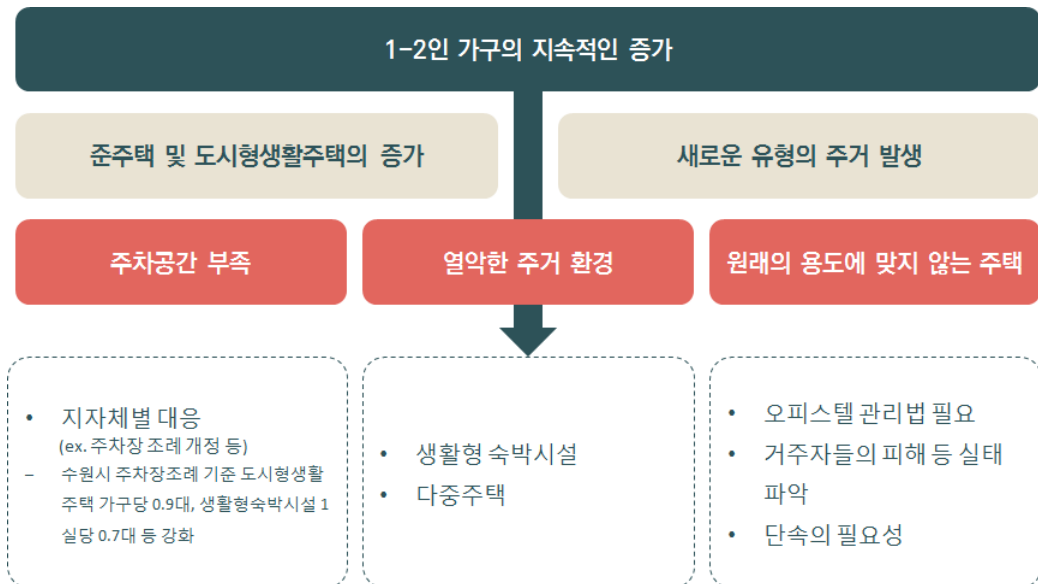 1-2인 가구의 지속적인 증가
준주택 및 도시형생활주택의 증가
새로운 유형의 주거 발생
주차공간 부족
열악한 주거 환경
원래의 용도에 맞지 않는 주택
• 지자체별 대응
(ex. 주차장 조례 개정 등)
– 수원시 주차장조례 기준 도시형생활
주택 가구당 0.9대, 생활형숙박시설 1
실당 0.7대 등 강화
• 생활형 숙박시설
• 다중주택
• 오피스텔 관리법 필요
• 거주자들의 피해 등 실태
파악
• 단속의 필요성